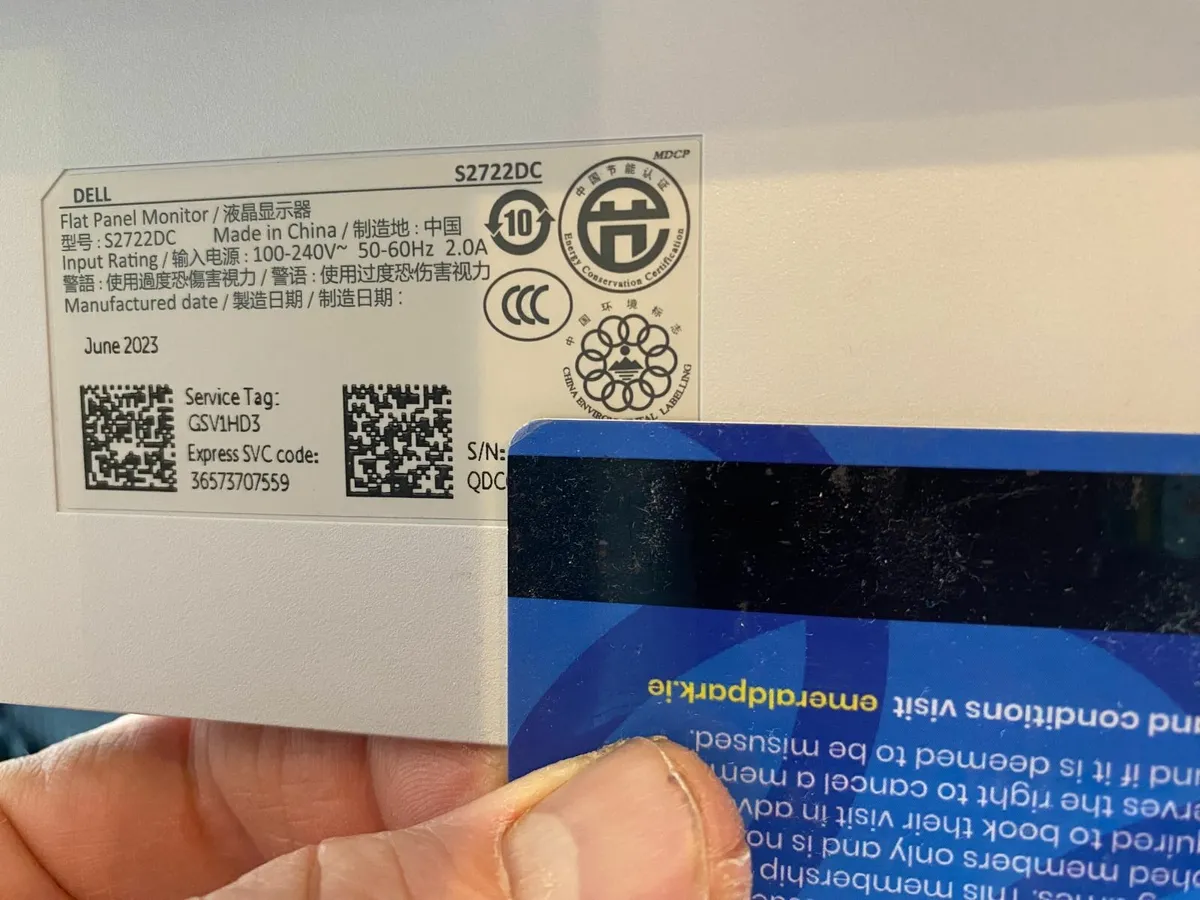 DELL S2722DC
Flat Panel Monitor / 液晶显示器
型号 : S2722DC Made in China / 制造地 : 中国
Input Rating / 输入电源 : 100-240V~ 50-60Hz 2.0A
警語 : 使用過度恐傷害視力 / 警语 : 使用过度恐伤害视力
Manufactured date / 製造日期 / 制造日期 :
June 2023
Service Tag:
GSV1HD3
Express SVC code:
36573707559
S/N:
QDC
10
CCC
MDCP
中国节能认证
Energy Conservation Certification
中国环境标志
CHINA ENVIRONMENTAL LABELLING
membership
members only and is no
quired to book their visit in adv
erves the right to cancel a mem
and if it is deemed to be misused.
nd conditions visit emeraldpark.ie